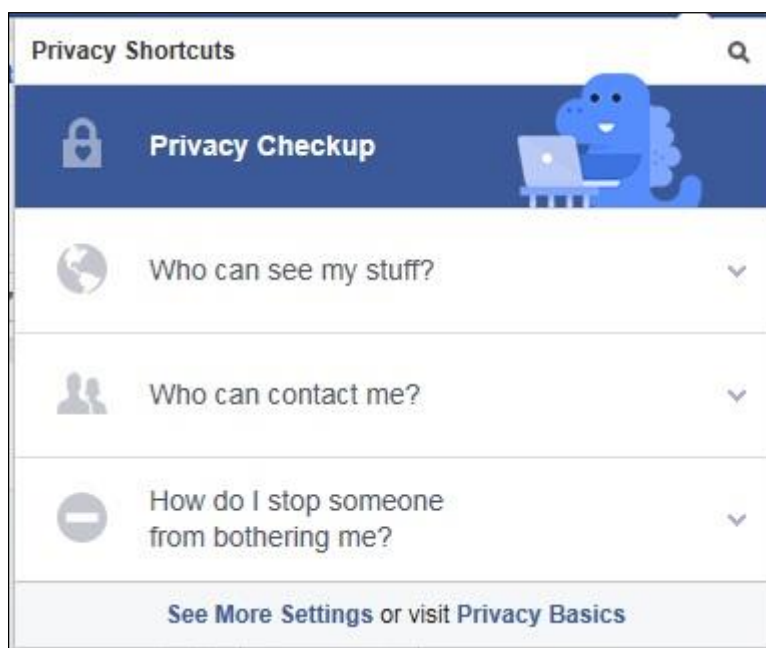 Privacy Shortcuts
Privacy Checkup
Who can see my stuff?
Who can contact me?
How do I stop someone
from bothering me?
See More Settings or visit Privacy Basics